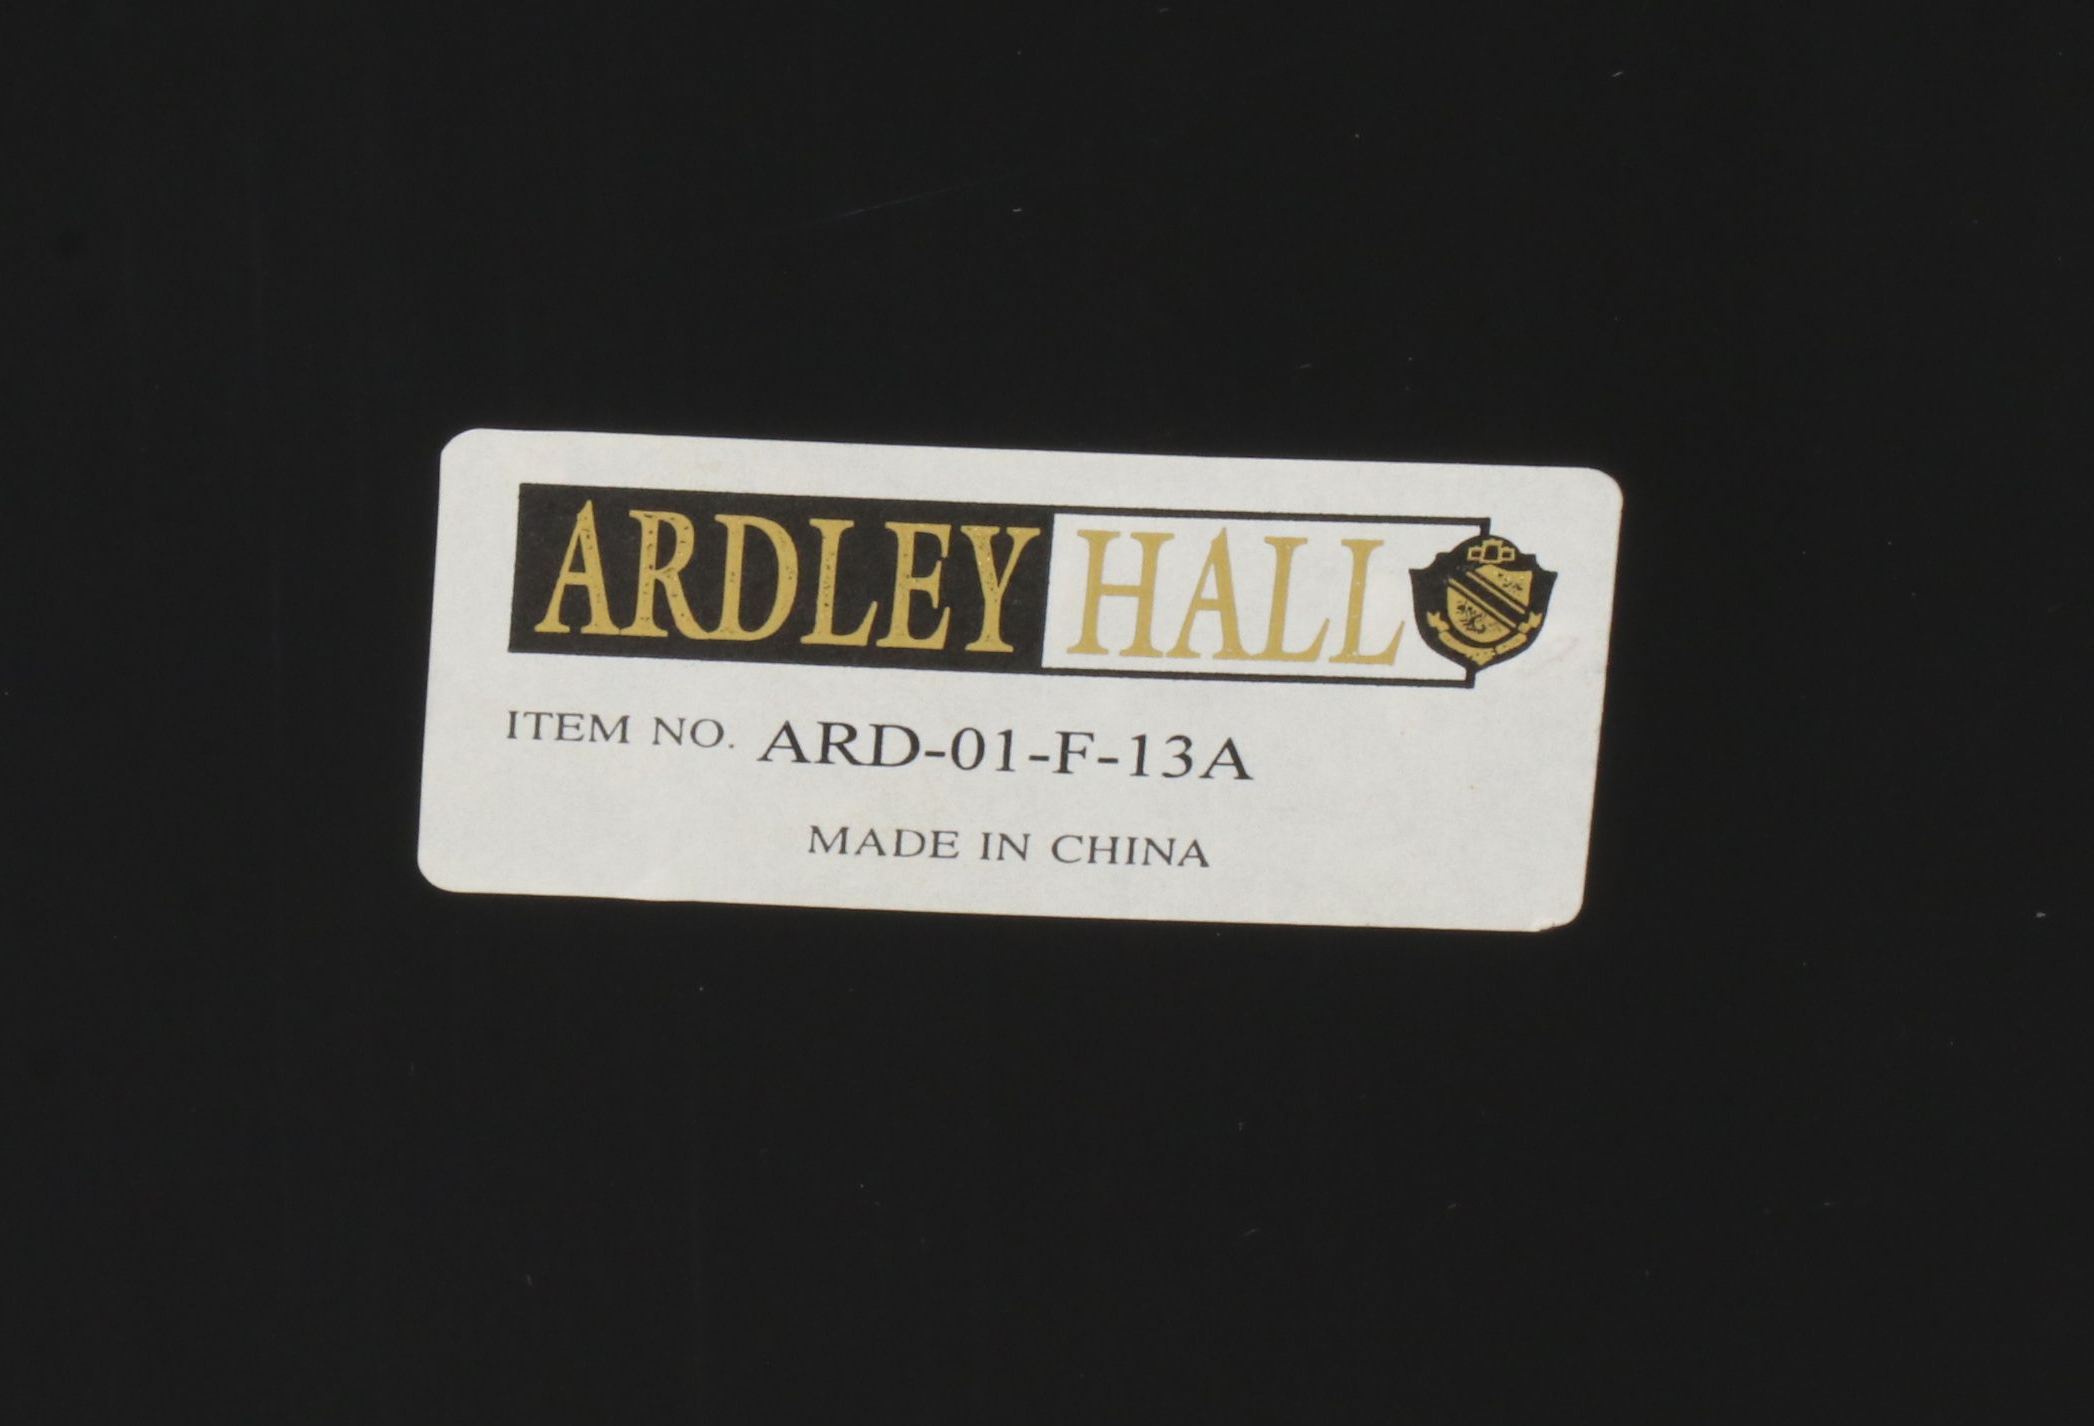 ARDLEY HALL
ITEM NO. ARD-01-F-13A
MADE IN CHINA